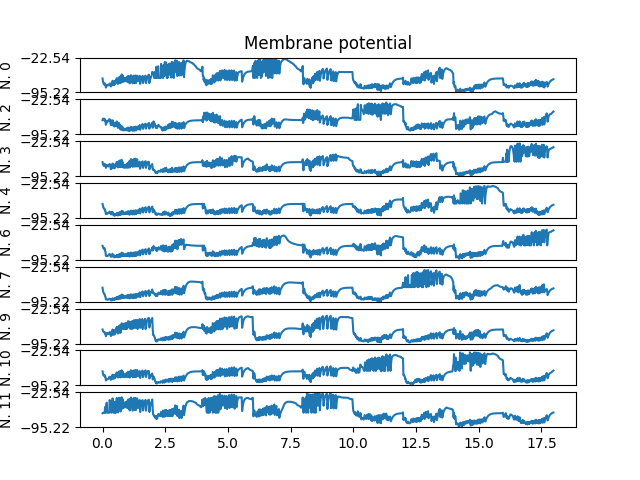 Membrane potential
−22.54
N. 0
−95.22
−22.54
N. 2
−95.22
−22.54
N. 3
−95.22
−22.54
N. 4
−95.22
−22.54
N. 6
−95.22
−22.54
N. 7
−95.22
−22.54
N. 9
−95.22
−22.54
N. 10
−95.22
−22.54
N. 11
−95.22
0.0 2.5 5.0 7.5 10.0 12.5 15.0 17.5